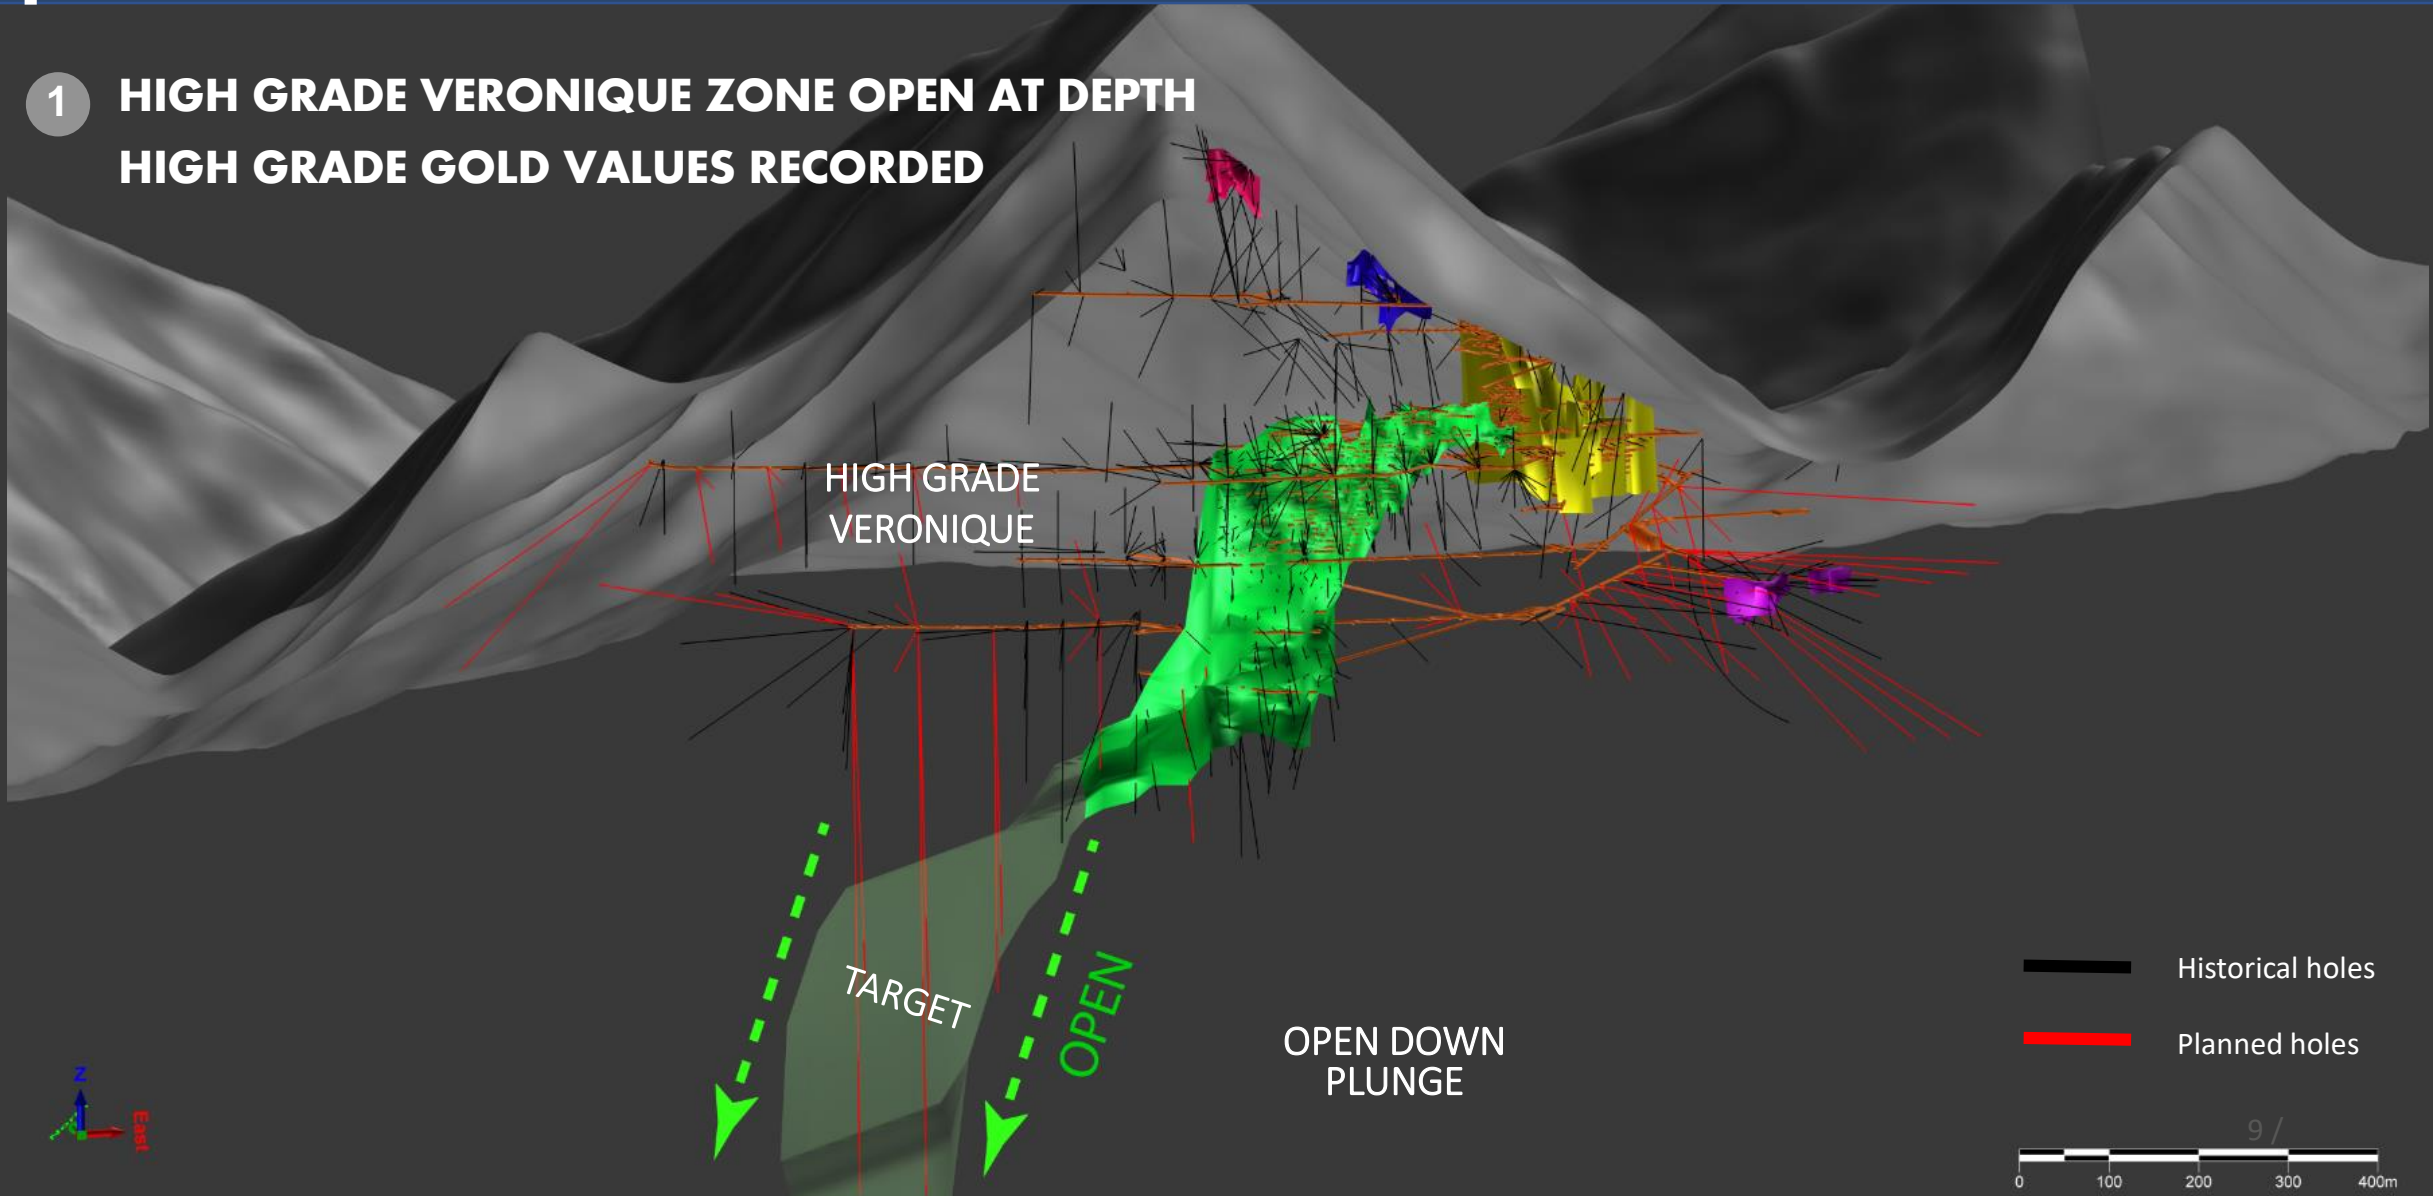 1
HIGH GRADE VERONIQUE ZONE OPEN AT DEPTH
HIGH GRADE GOLD VALUES RECORDED
HIGH GRADE
VERONIQUE
TARGET
OPEN
OPEN DOWN
PLUNGE
Historical holes
Planned holes
Z
East
9 /
0 100 200 300 400m